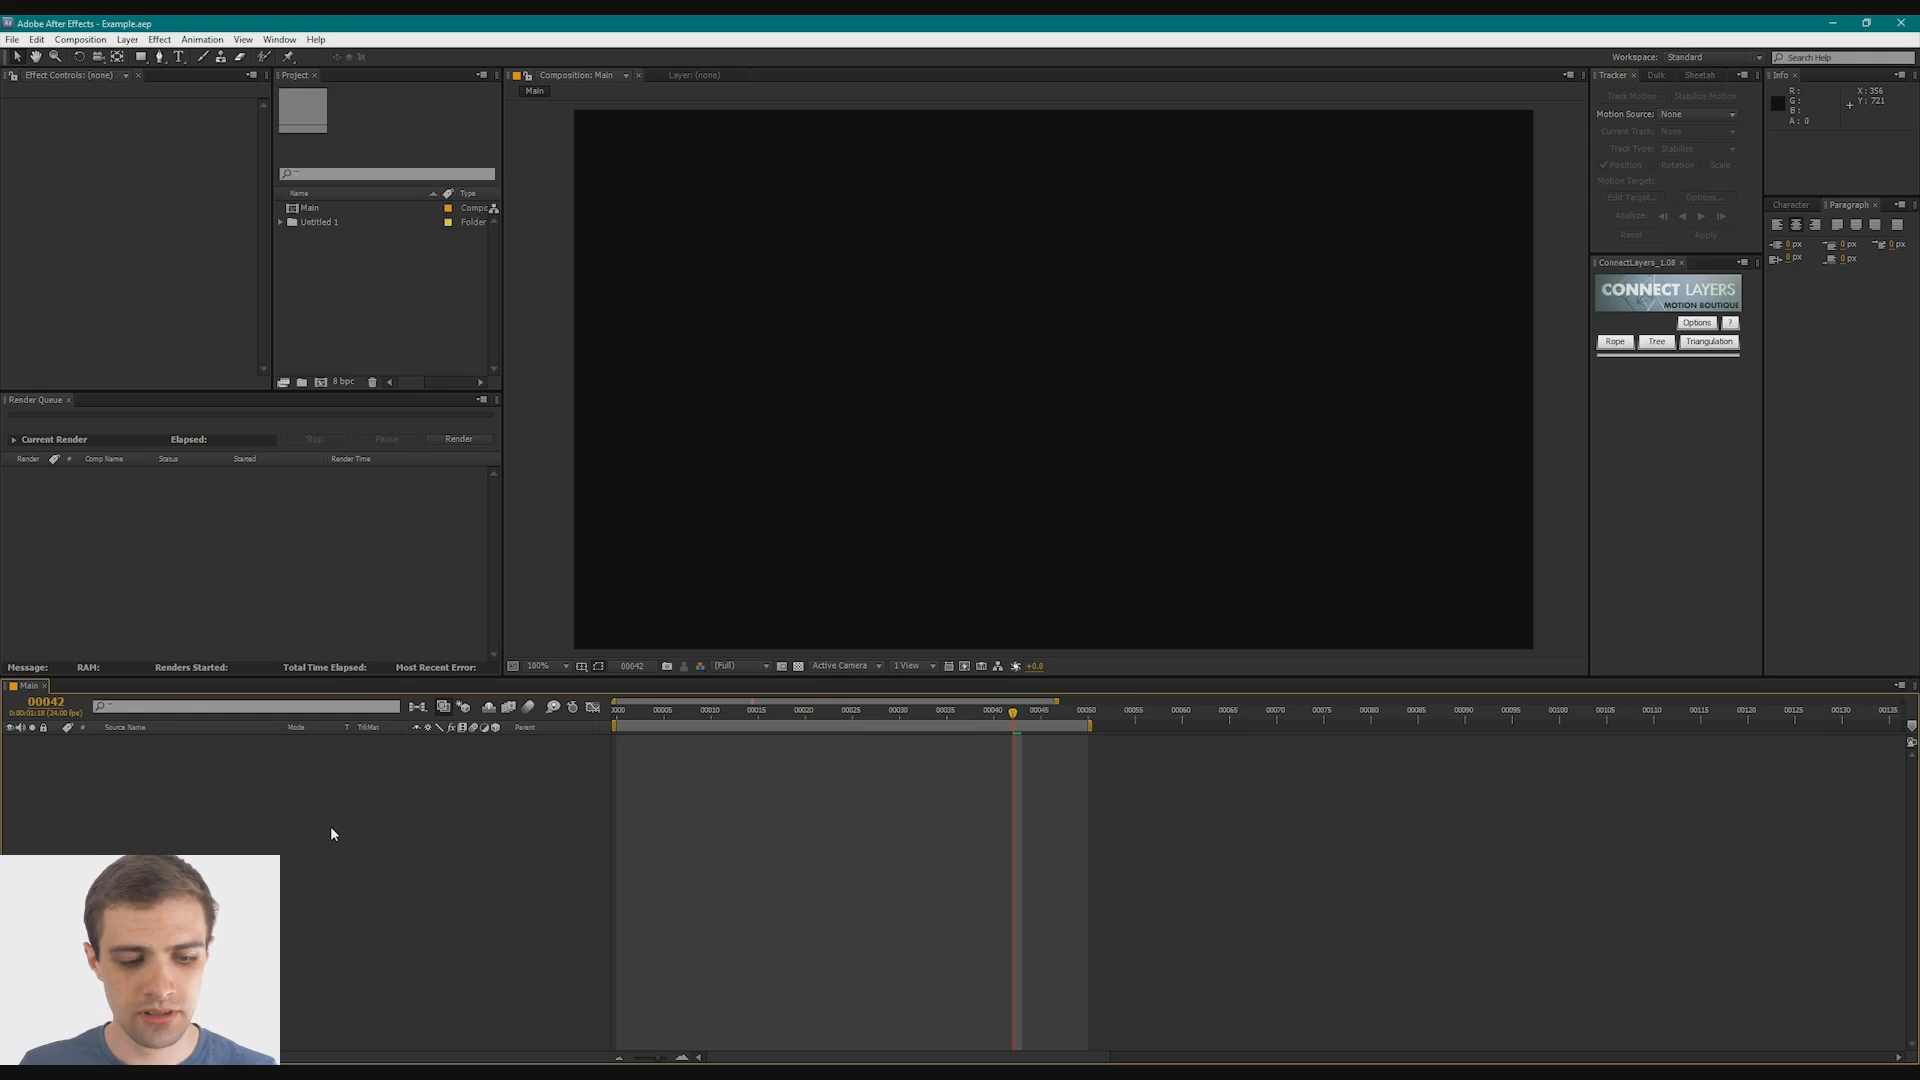 Adobe After Effects - Example.aep
File Edit Composition Layer Effect Animation View Window Help
Workspace: Standard Search Help
Effect Controls: (none)
Project
Composition: Main
Layer: (none)
Main
Name Type
Main Compc
Untitled 1 Folder
8 bpc
Tracker Duik Sheetah
Track Motion Stabilize Motion
Motion Source: None
Current Track: None
Track Type: Stabilize
Position Rotation Scale
Motion Target:
Edit Target... Options...
Analyze:
Reset Apply
Info
R: X: 356
G: Y: 721
B:
A: 0
Character Paragraph
0 px 0 px 0 px
0 px 0 px
ConnectLayers_1.08
CONNECT LAYERS
MOTION BOUTIQUE
Options ?
Rope Tree Triangulation
Render Queue
Current Render Elapsed: Stop Pause Render
Render # Comp Name Status Started Render Time
Message: RAM: Renders Started: Total Time Elapsed: Most Recent Error:
100% 00042 (Full) Active Camera 1 View +0.0
Main
00042
0:00:01:18 (24.00 fps)
# Source Name Mode T TrkMat fx Parent
0000 00005 00010 00015 00020 00025 00030 00035 00040 00045 00050 00055 00060 00065 00070 00075 00080 00085 00090 00095 00100 00105 00110 00115 00120 00125 00130 00135